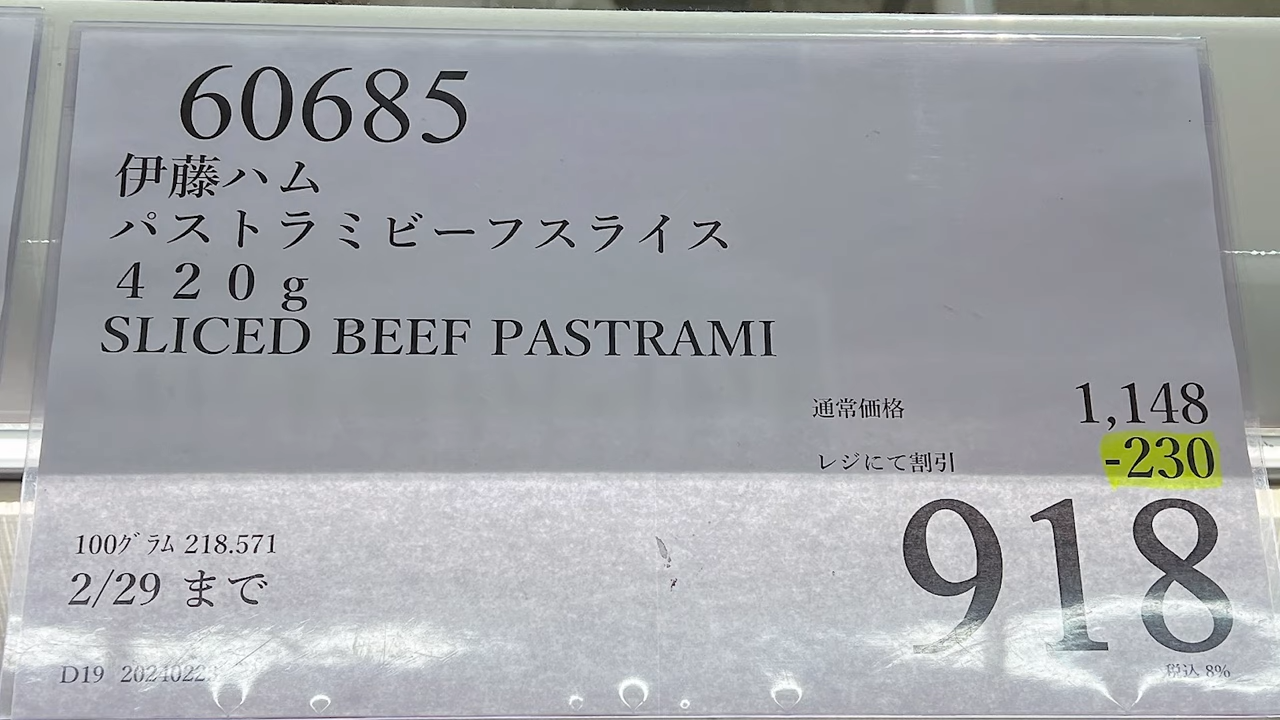 60685
伊藤ハム
パストラミビーフスライス
４２０ｇ
SLICED BEEF PASTRAMI
通常価格 1,148
レジにて割引 -230
918
100ｸﾞﾗﾑ 218.571
2/29 まで
税込 8%
D19